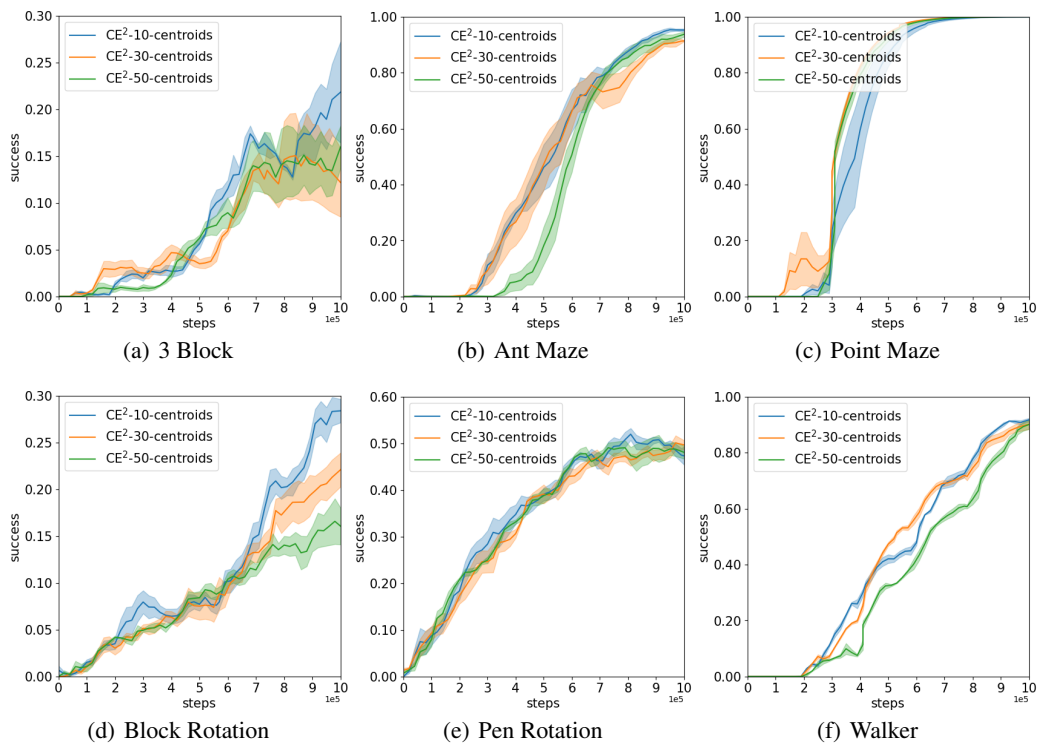 0.30
0.25
0.20
0.15
0.10
0.05
0.00
success
CE²-10-centroids
CE²-30-centroids
CE²-50-centroids
0 1 2 3 4 5 6 7 8 9 10
steps
1e5
(a) 3 Block
1.00
0.80
0.60
0.40
0.20
0.00
success
CE²-10-centroids
CE²-30-centroids
CE²-50-centroids
0 1 2 3 4 5 6 7 8 9 10
steps
1e5
(b) Ant Maze
1.00
0.80
0.60
0.40
0.20
0.00
success
CE²-10-centroids
CE²-30-centroids
CE²-50-centroids
0 1 2 3 4 5 6 7 8 9 10
steps
1e5
(c) Point Maze
0.30
0.25
0.20
0.15
0.10
0.05
0.00
success
CE²-10-centroids
CE²-30-centroids
CE²-50-centroids
0 1 2 3 4 5 6 7 8 9 10
steps
1e5
(d) Block Rotation
0.60
0.50
0.40
0.30
0.20
0.10
0.00
success
CE²-10-centroids
CE²-30-centroids
CE²-50-centroids
0 1 2 3 4 5 6 7 8 9 10
steps
1e5
(e) Pen Rotation
1.00
0.80
0.60
0.40
0.20
0.00
success
CE²-10-centroids
CE²-30-centroids
CE²-50-centroids
0 1 2 3 4 5 6 7 8 9 10
steps
1e5
(f) Walker